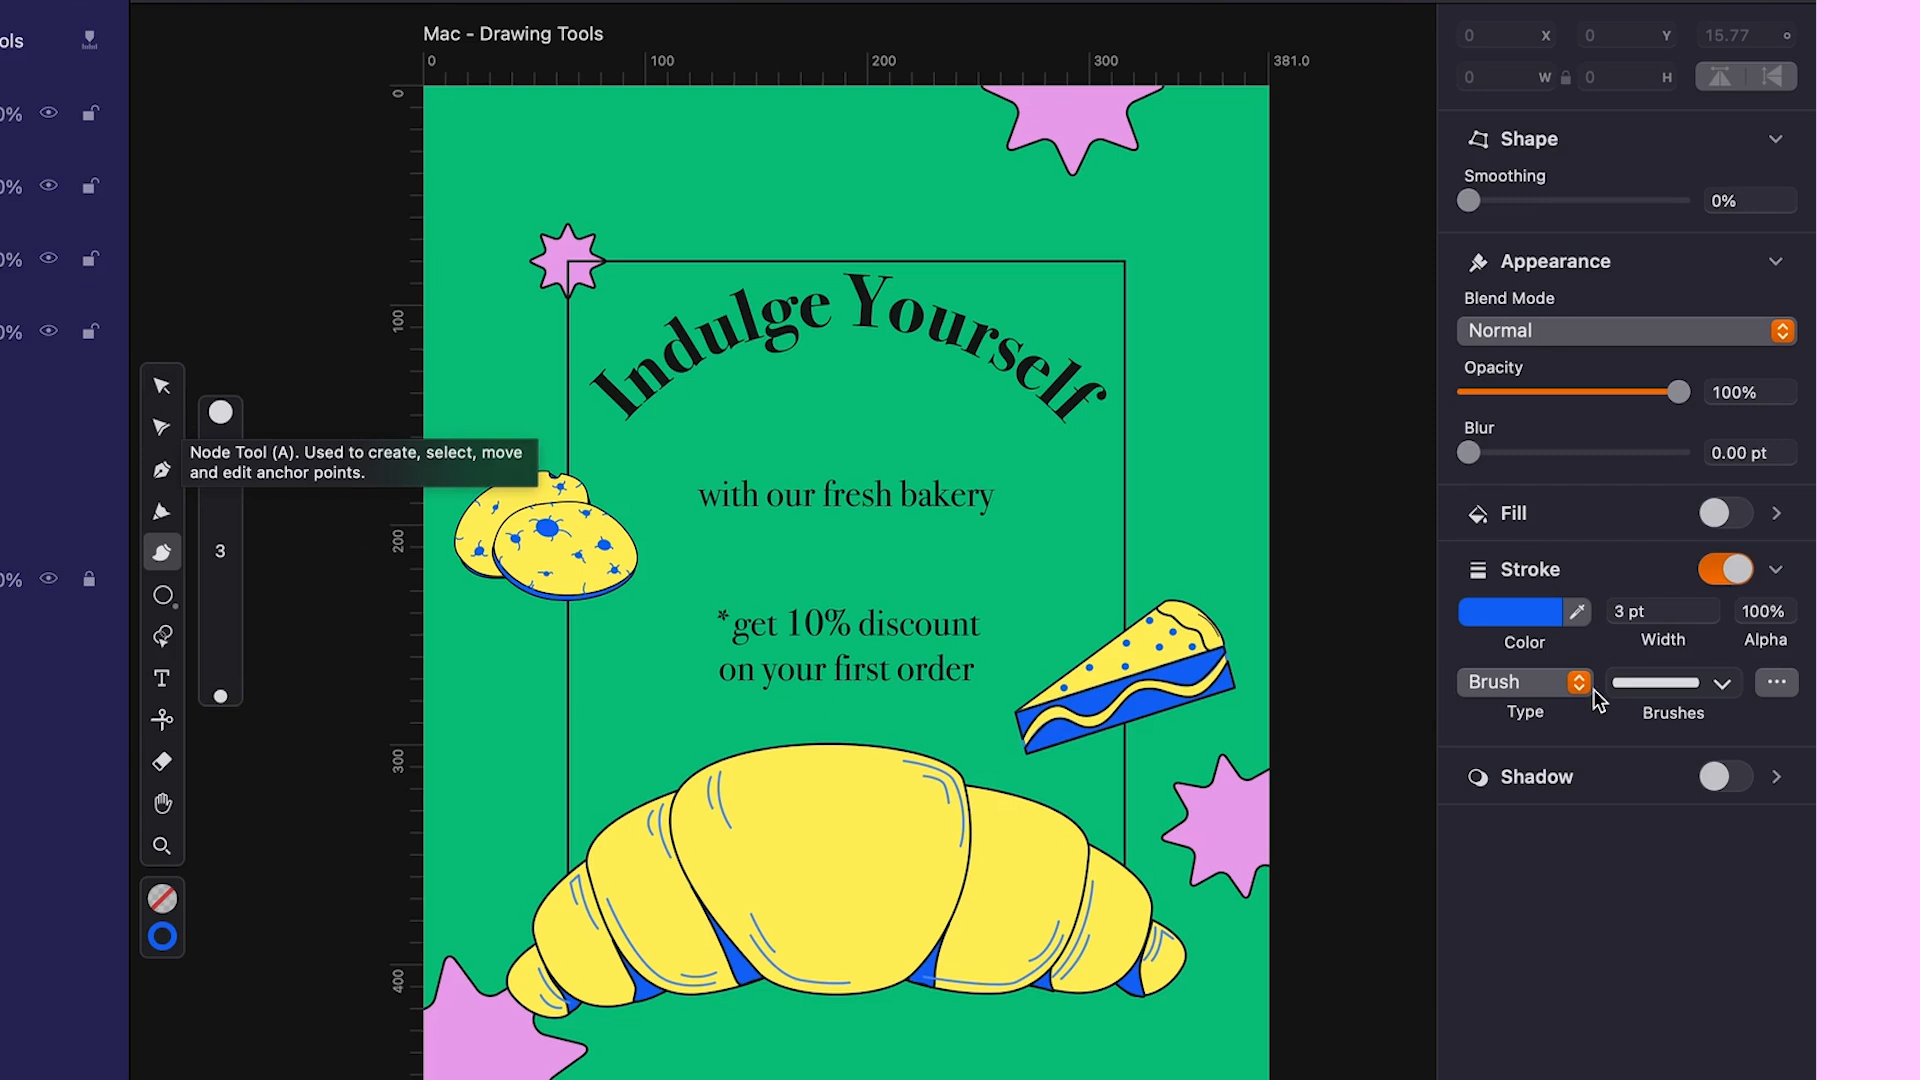 ols
0%
0%
0%
0%
0%
Mac - Drawing Tools
0
100
200
300
381.0
0
100
200
300
400
Node Tool (A). Used to create, select, move
and edit anchor points.
3
T
Indulge Yourself
with our fresh bakery
*get 10% discount
on your first order
0 X
0 Y
15.77
0 W
0 H
Shape
Smoothing
0%
Appearance
Blend Mode
Normal
Opacity
100%
Blur
0.00 pt
Fill
Stroke
3 pt
100%
Color
Width
Alpha
Brush
Type
Brushes
Shadow